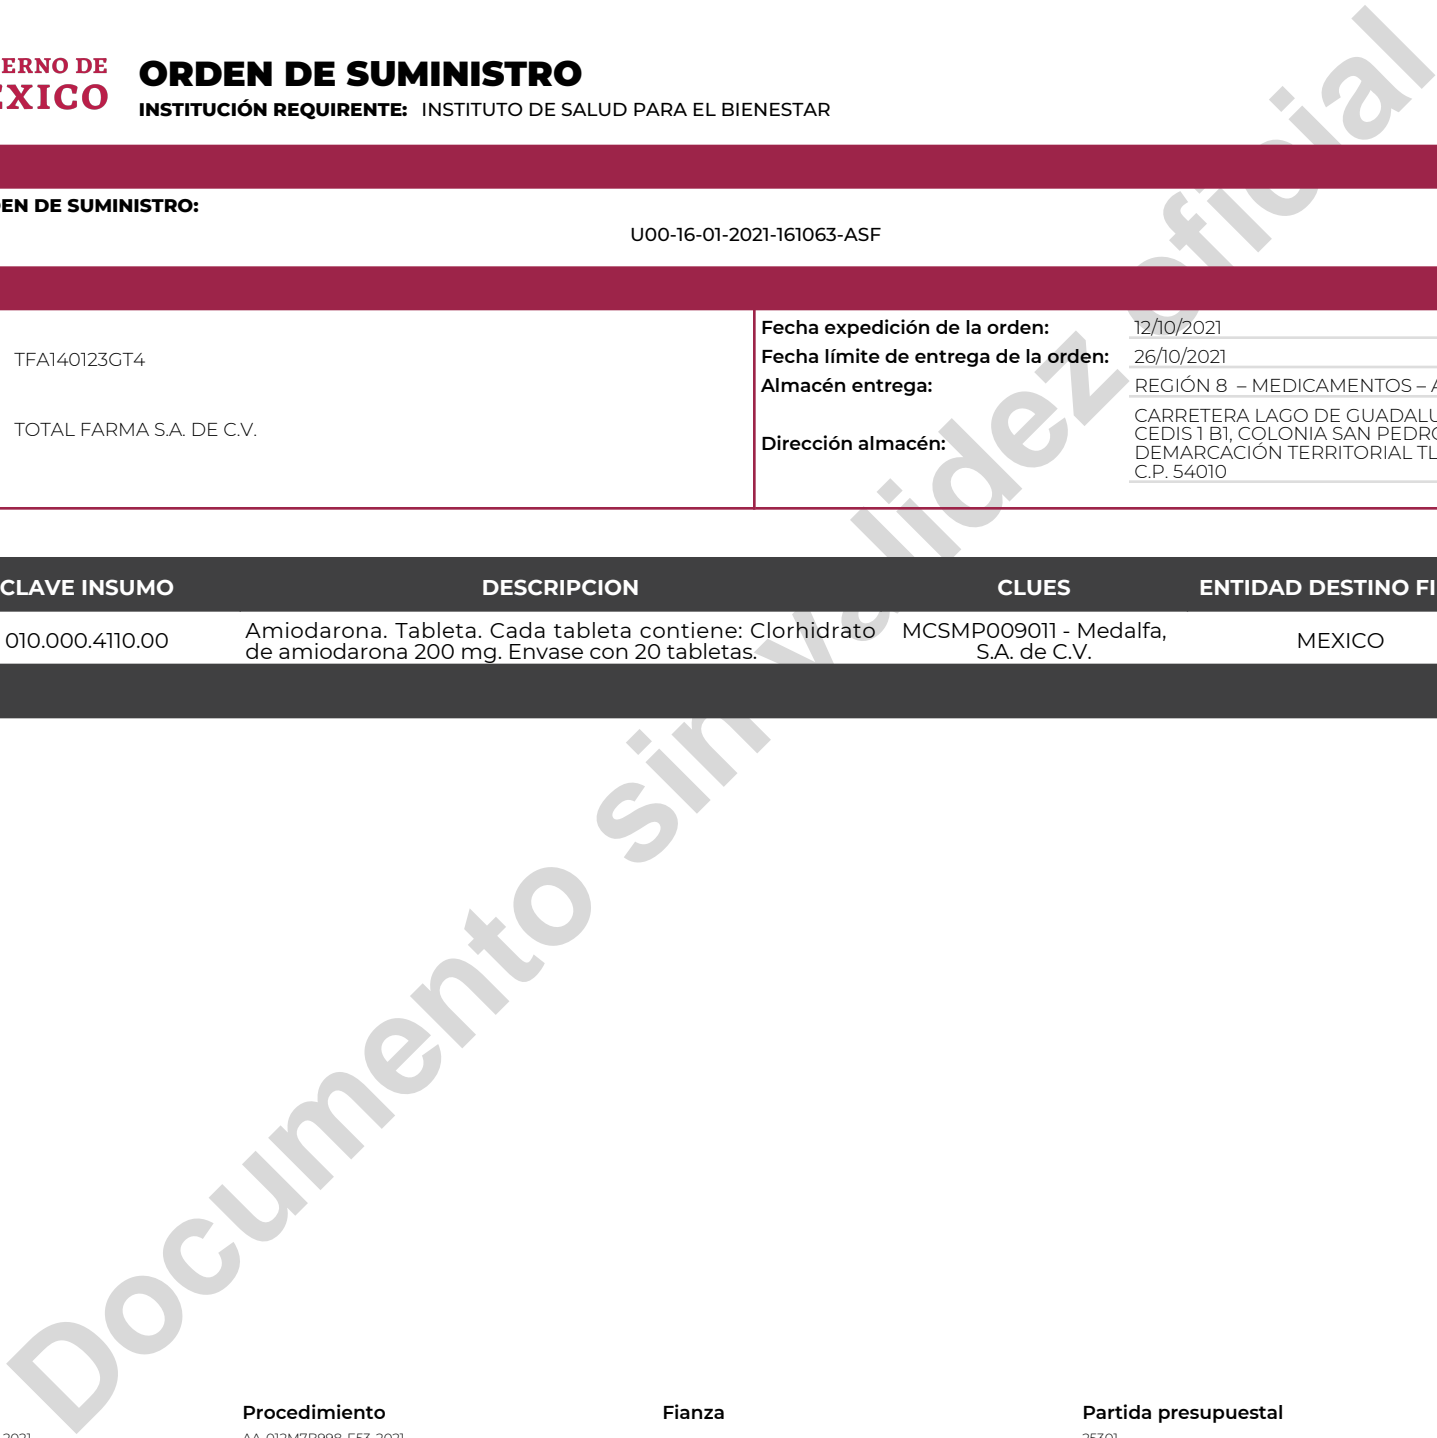 ERNO DE
EXICO
ORDEN DE SUMINISTRO
INSTITUCIÓN REQUIRENTE: INSTITUTO DE SALUD PARA EL BIENESTAR
EN DE SUMINISTRO:
U00-16-01-2021-161063-ASF
TFA140123GT4
TOTAL FARMA S.A. DE C.V.
Fecha expedición de la orden: 12/10/2021
Fecha límite de entrega de la orden: 26/10/2021
Almacén entrega: REGIÓN 8 – MEDICAMENTOS – A
Dirección almacén:
CARRETERA LAGO DE GUADALU
CEDIS 1 B1, COLONIA SAN PEDRO
DEMARCACIÓN TERRITORIAL TL
C.P. 54010
CLAVE INSUMO DESCRIPCION CLUES ENTIDAD DESTINO FI
010.000.4110.00
Amiodarona. Tableta. Cada tableta contiene: Clorhidrato
de amiodarona 200 mg. Envase con 20 tabletas.
MCSMP009011 - Medalfa,
S.A. de C.V.
MEXICO
Documento sin validez oficial
Procedimiento Fianza Partida presupuestal